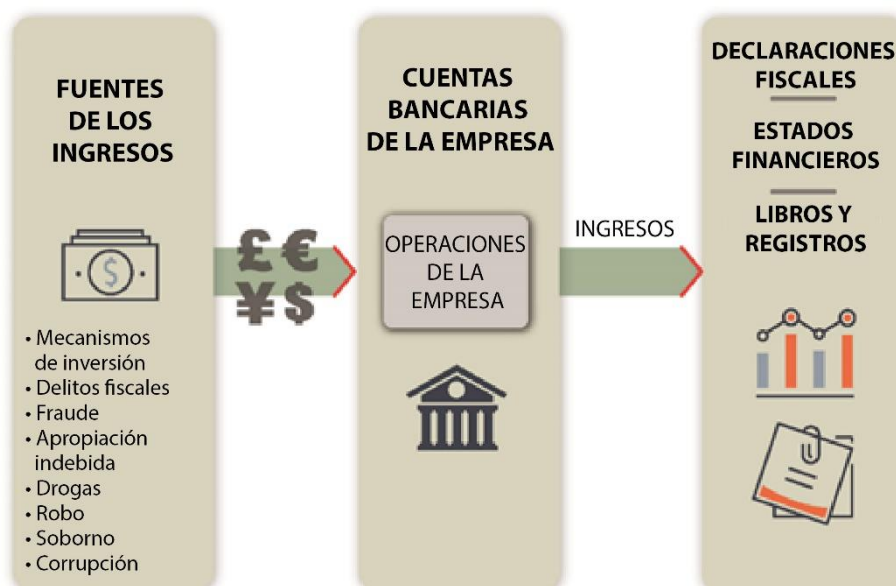 FUENTES
DE LOS
INGRESOS
$
• Mecanismos
de inversión
• Delitos fiscales
• Fraude
• Apropiación
indebida
• Drogas
• Robo
• Soborno
• Corrupción
£ €
¥ $
CUENTAS
BANCARIAS
DE LA EMPRESA
OPERACIONES
DE LA
EMPRESA
INGRESOS
DECLARACIONES
FISCALES
ESTADOS
FINANCIEROS
LIBROS Y
REGISTROS